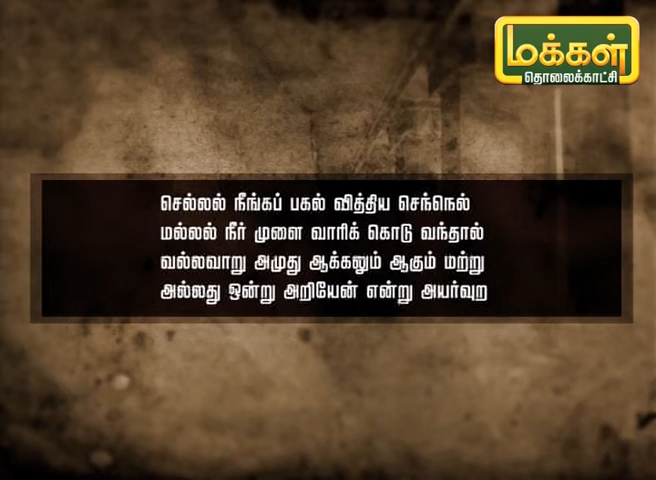 மக்கள்
தொலைக்காட்சி
செல்லல் நீங்கப் பகல் வித்திய செந்நெல்
மல்லல் நீர் முளை வாரிக் கொடு வந்தால்
வல்லவாறு அமுது ஆக்கலும் ஆகும் மற்று
அல்லது ஒன்று அறியேன் என்று அயர்வுற